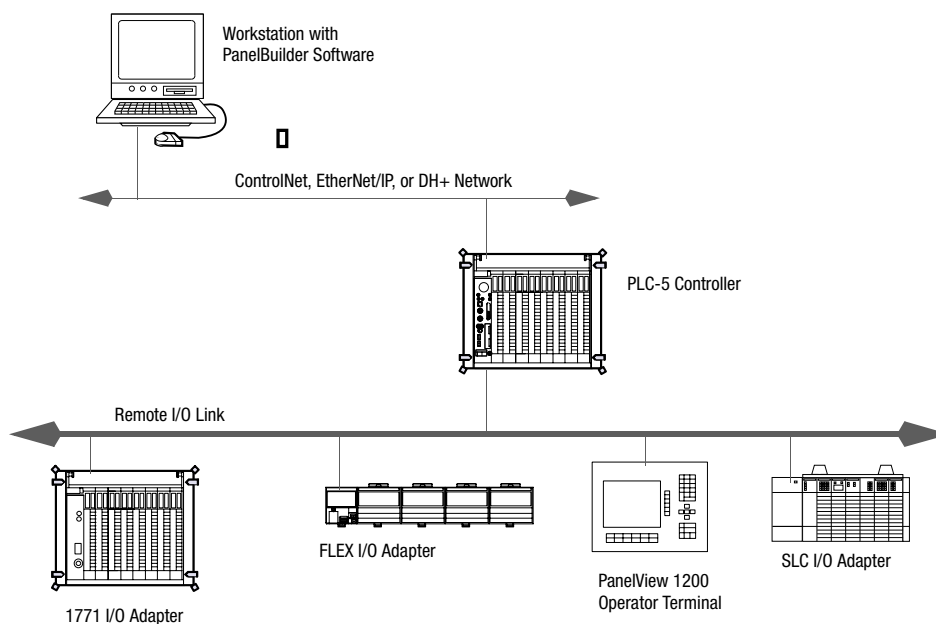 Workstation with
PanelBuilder Software
ControlNet, EtherNet/IP, or DH+ Network
PLC-5 Controller
Remote I/O Link
FLEX I/O Adapter
SLC I/O Adapter
PanelView 1200
Operator Terminal
1771 I/O Adapter